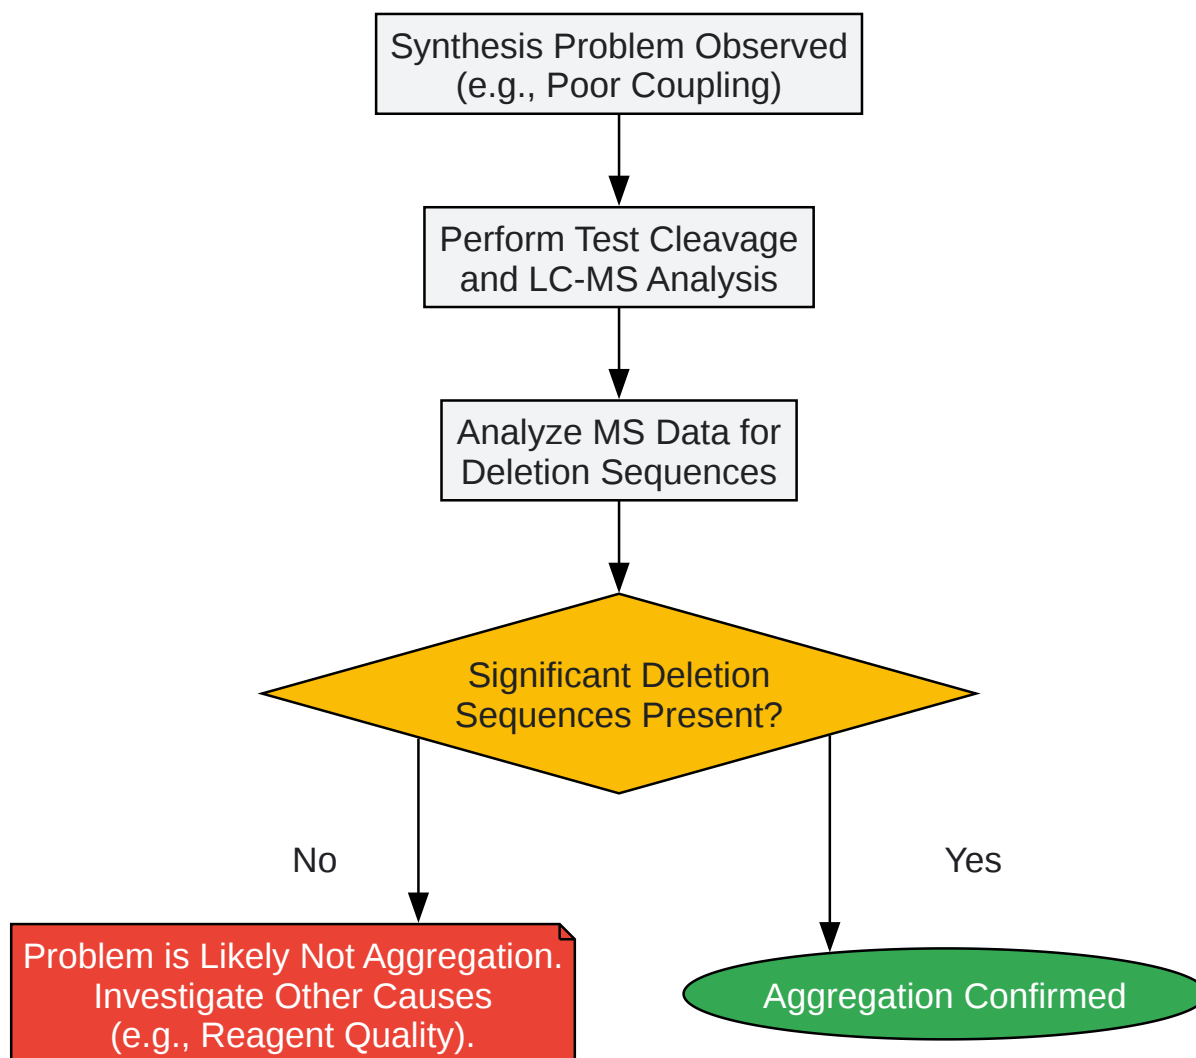 Synthesis Problem Observed
(e.g., Poor Coupling)
Perform Test Cleavage
and LC-MS Analysis
Analyze MS Data for
Deletion Sequences
Significant Deletion
Sequences Present?
No
Yes
Problem is Likely Not Aggregation.
Investigate Other Causes
(e.g., Reagent Quality).
Aggregation Confirmed